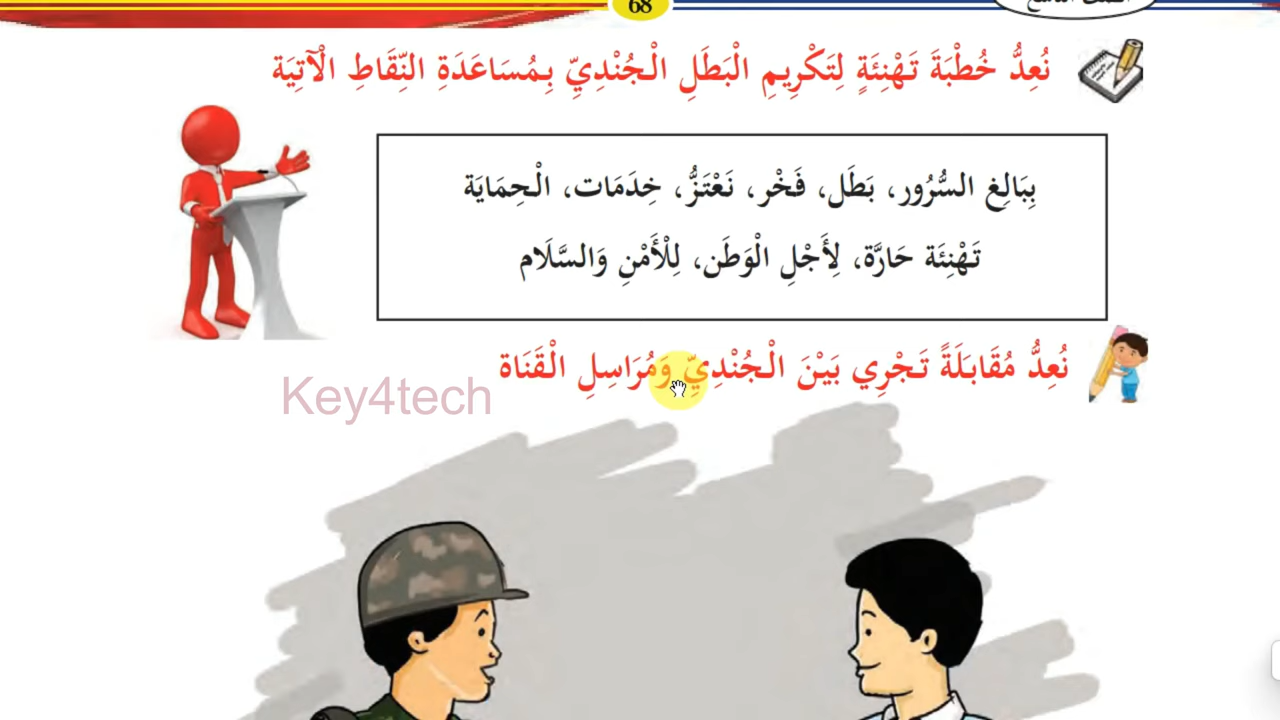 68
نُعِدُّ خُطْبَةَ تَهْنِئَةٍ لِتَكْرِيمِ الْبَطَلِ الْجُنْدِيِّ بِمُسَاعَدَةِ النِّقَاطِ الْآتِيَة
بِبَالِغِ السُّرُور، بَطَل، فَخْر، نَعْتَزُّ، خِدَمَات، الْحِمَايَة
تَهْنِئَة حَارَّة، لِأَجْلِ الْوَطَن، لِلْأَمْنِ وَالسَّلَام
نُعِدُّ مُقَابَلَةً تَجْرِي بَيْنَ الْجُنْدِيِّ وَمُرَاسِلِ الْقَنَاة
Key4tech